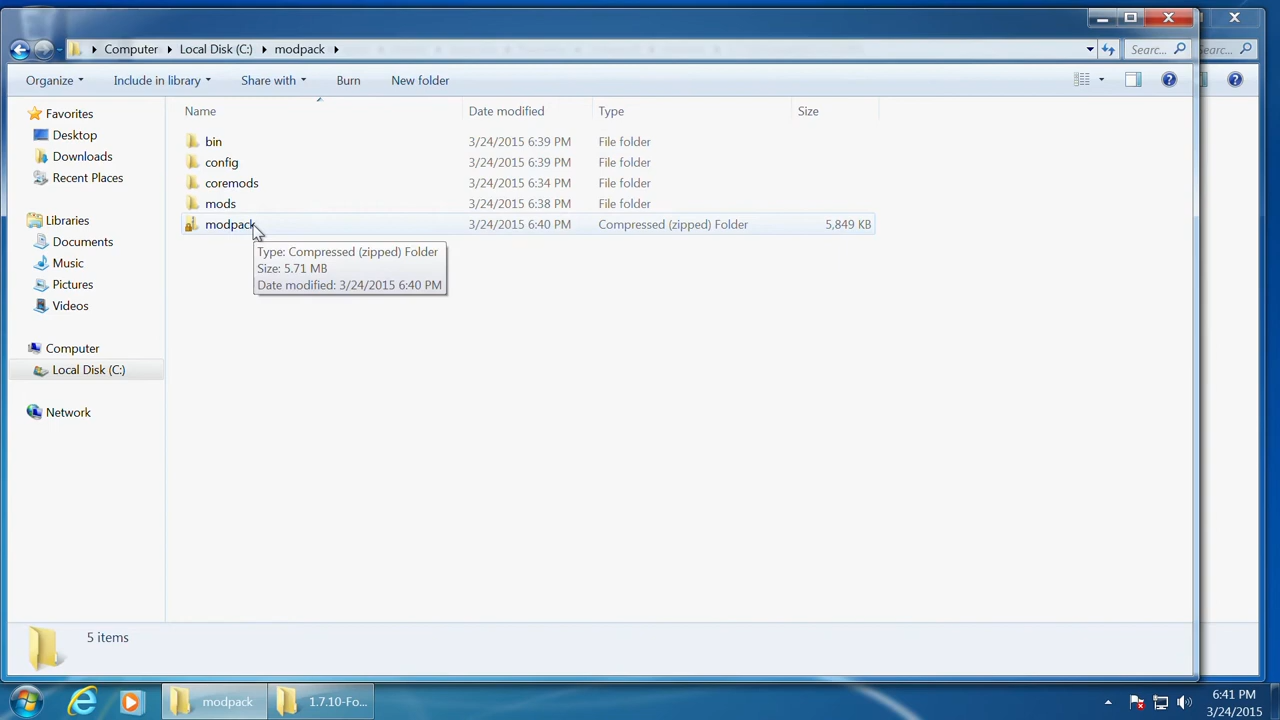 Computer Local Disk (C:) modpack Searc... Searc...
Organize Include in library Share with Burn New folder
Name Date modified Type Size
Favorites
Desktop
Downloads
Recent Places
Libraries
Documents
Music
Pictures
Videos
Computer
Local Disk (C:)
Network
bin 3/24/2015 6:39 PM File folder
config 3/24/2015 6:39 PM File folder
coremods 3/24/2015 6:34 PM File folder
mods 3/24/2015 6:38 PM File folder
modpack 3/24/2015 6:40 PM Compressed (zipped) Folder 5,849 KB
Type: Compressed (zipped) Folder
Size: 5.71 MB
Date modified: 3/24/2015 6:40 PM
5 items
modpack 1.7.10-Fo...
6:41 PM
3/24/2015